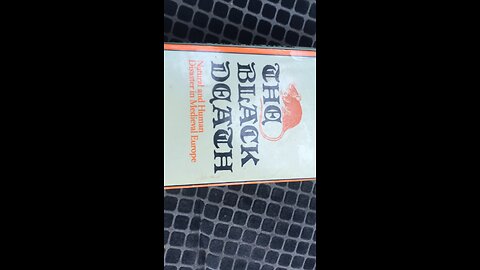 THE
BLACK
DEATH
Natural and Human
Disaster in Medieval Europe